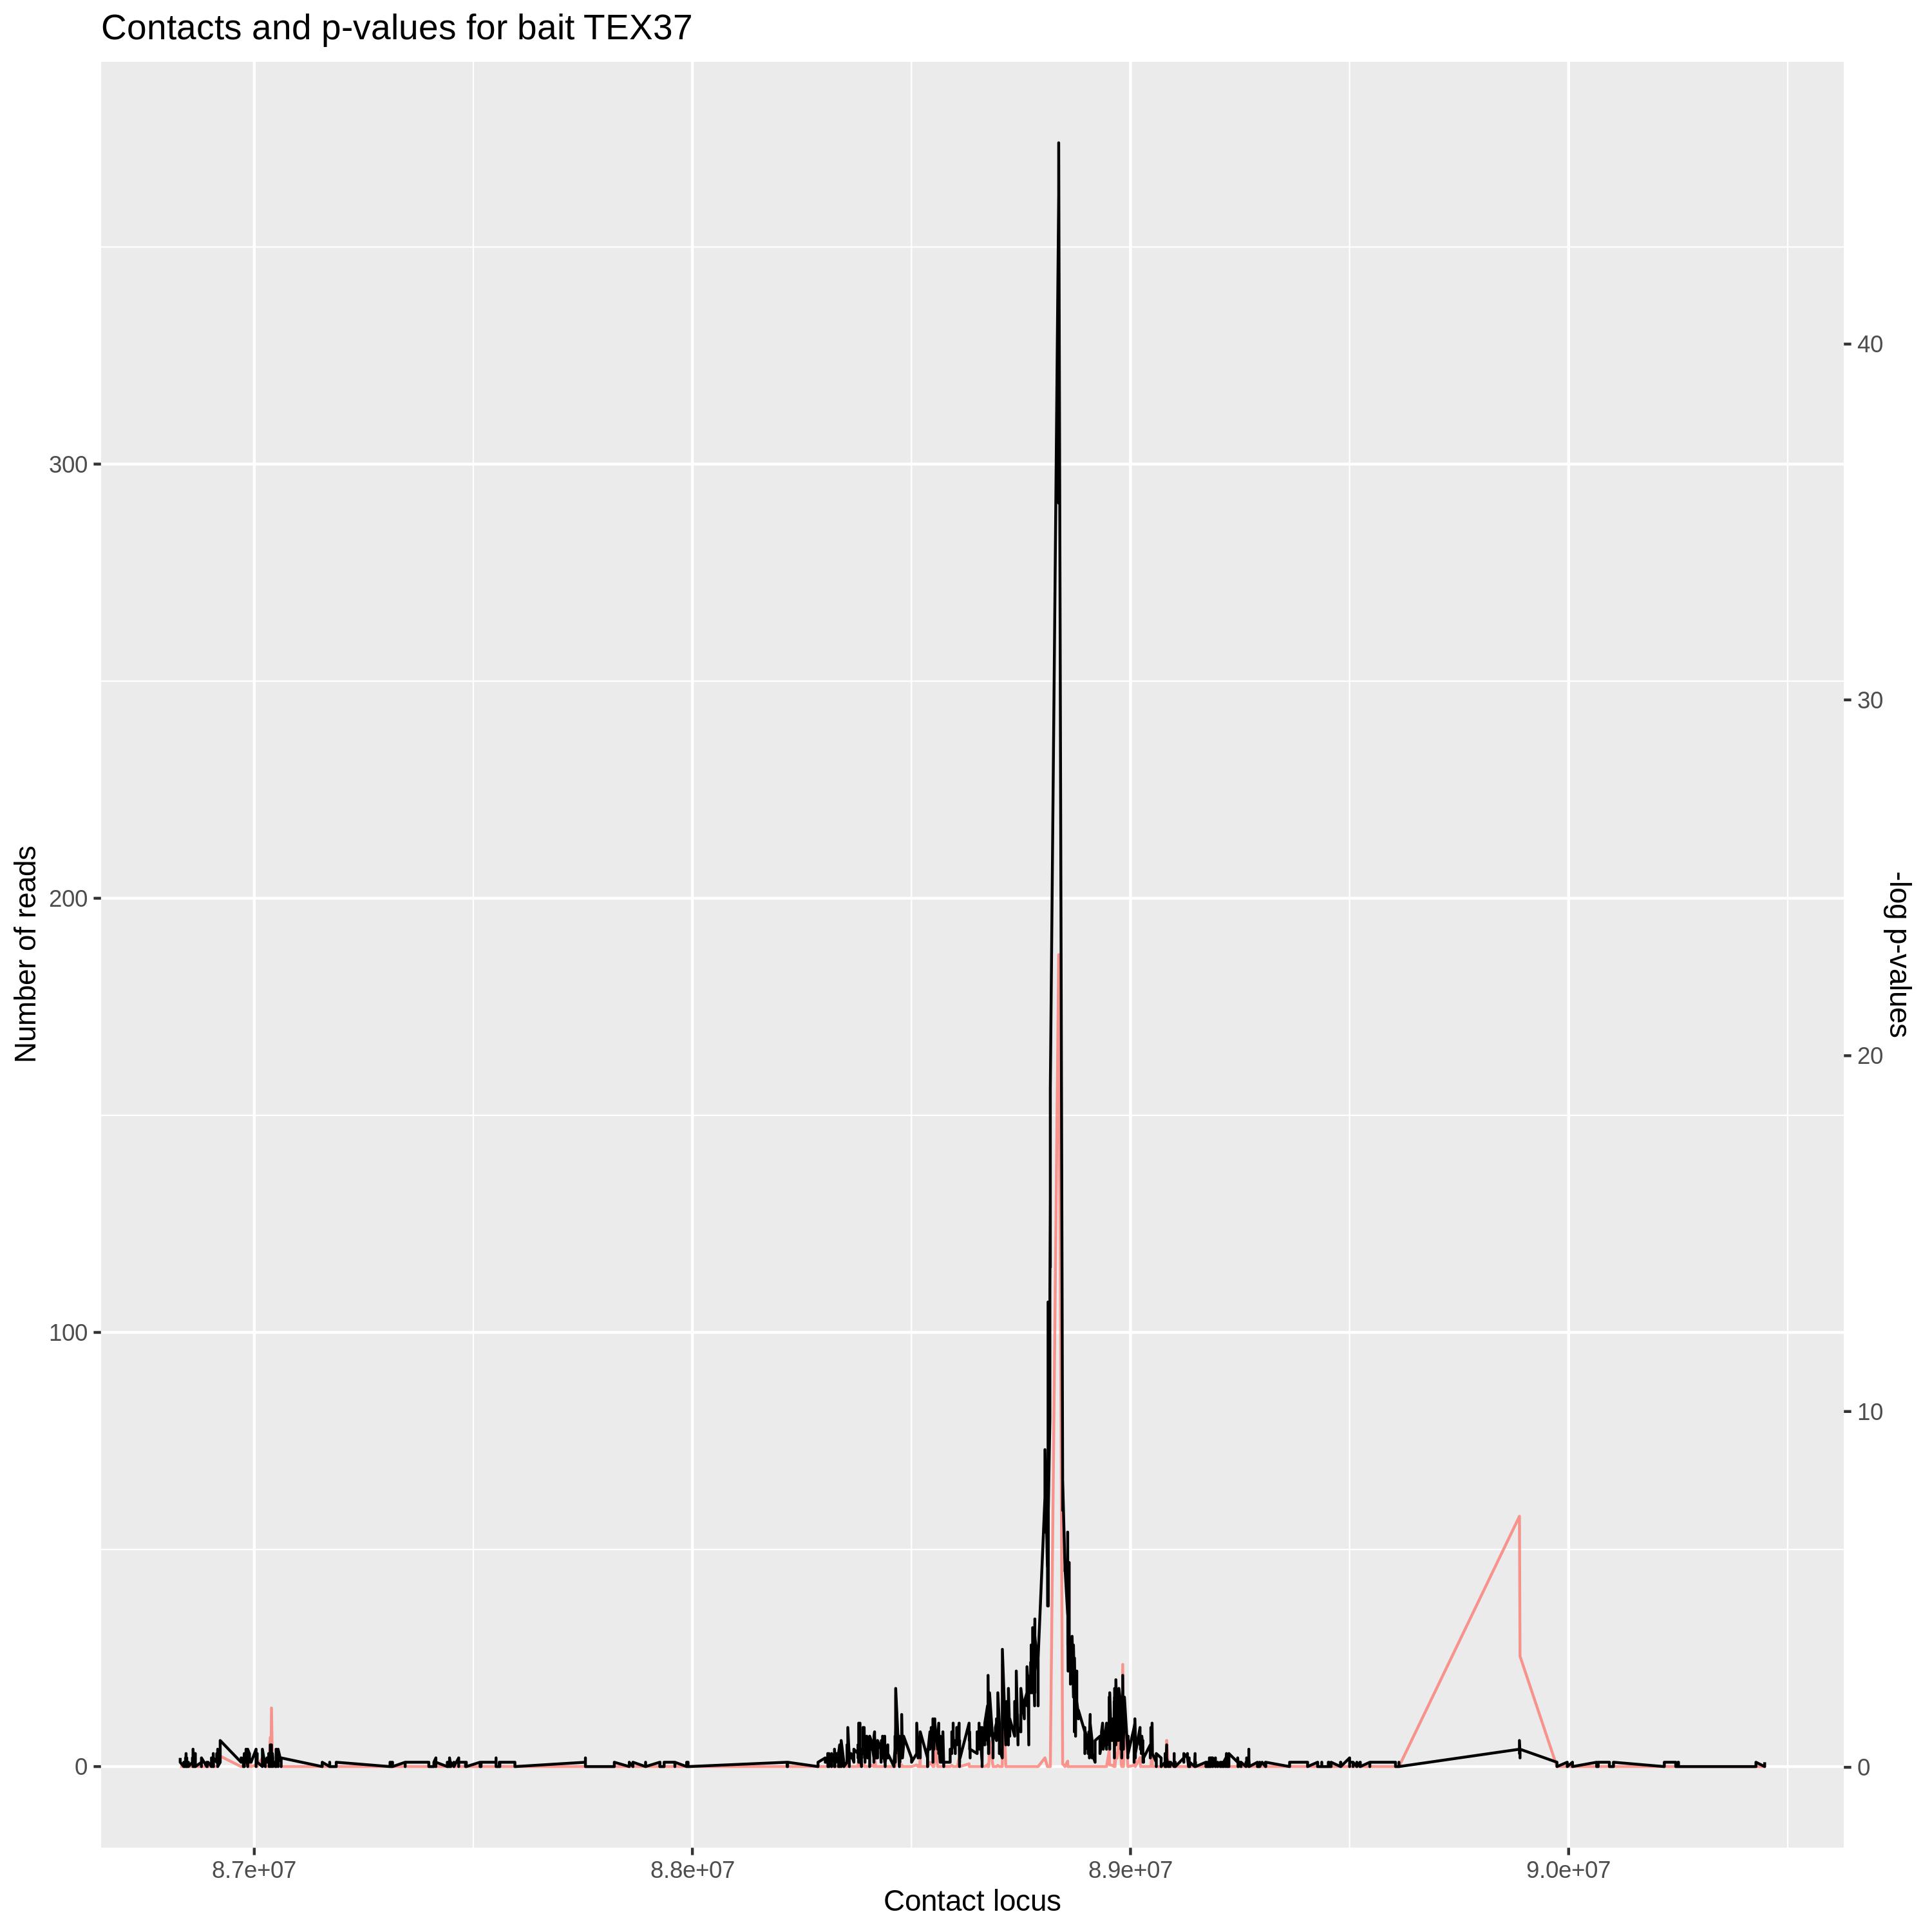 Contacts and p-values for bait TEX37
Number of reads
300
200
100
0
40
30
20
10
0
-log p-values
8.7e+07
8.8e+07
8.9e+07
9.0e+07
Contact locus